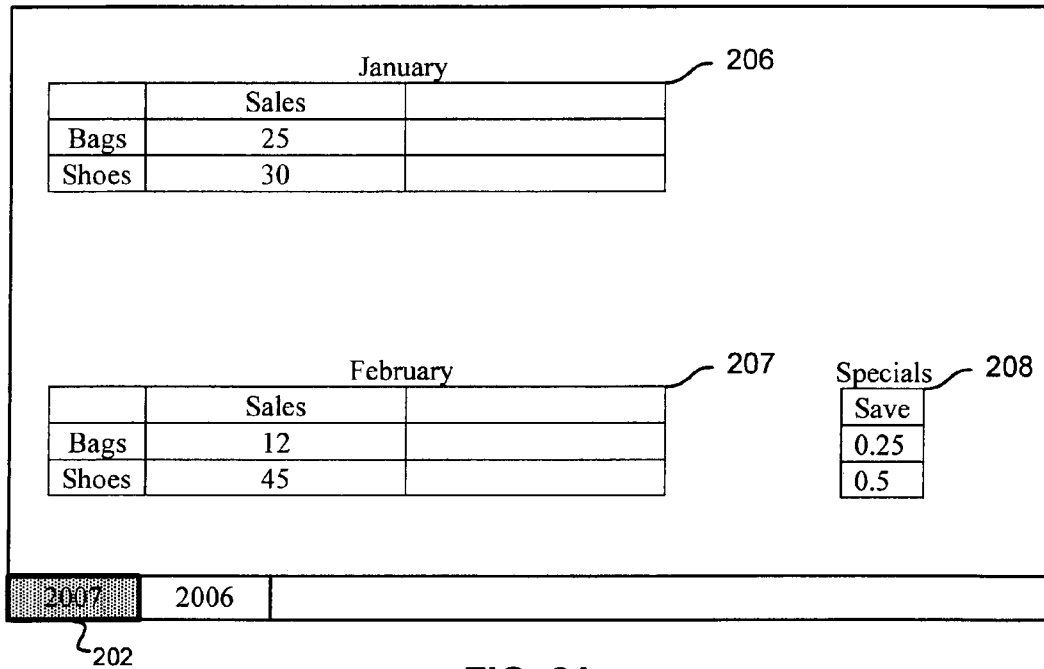 January 206
Sales
Bags 25
Shoes 30
February 207
Sales
Bags 12
Shoes 45
Specials 208
Save
0.25
0.5
2007 2006
202